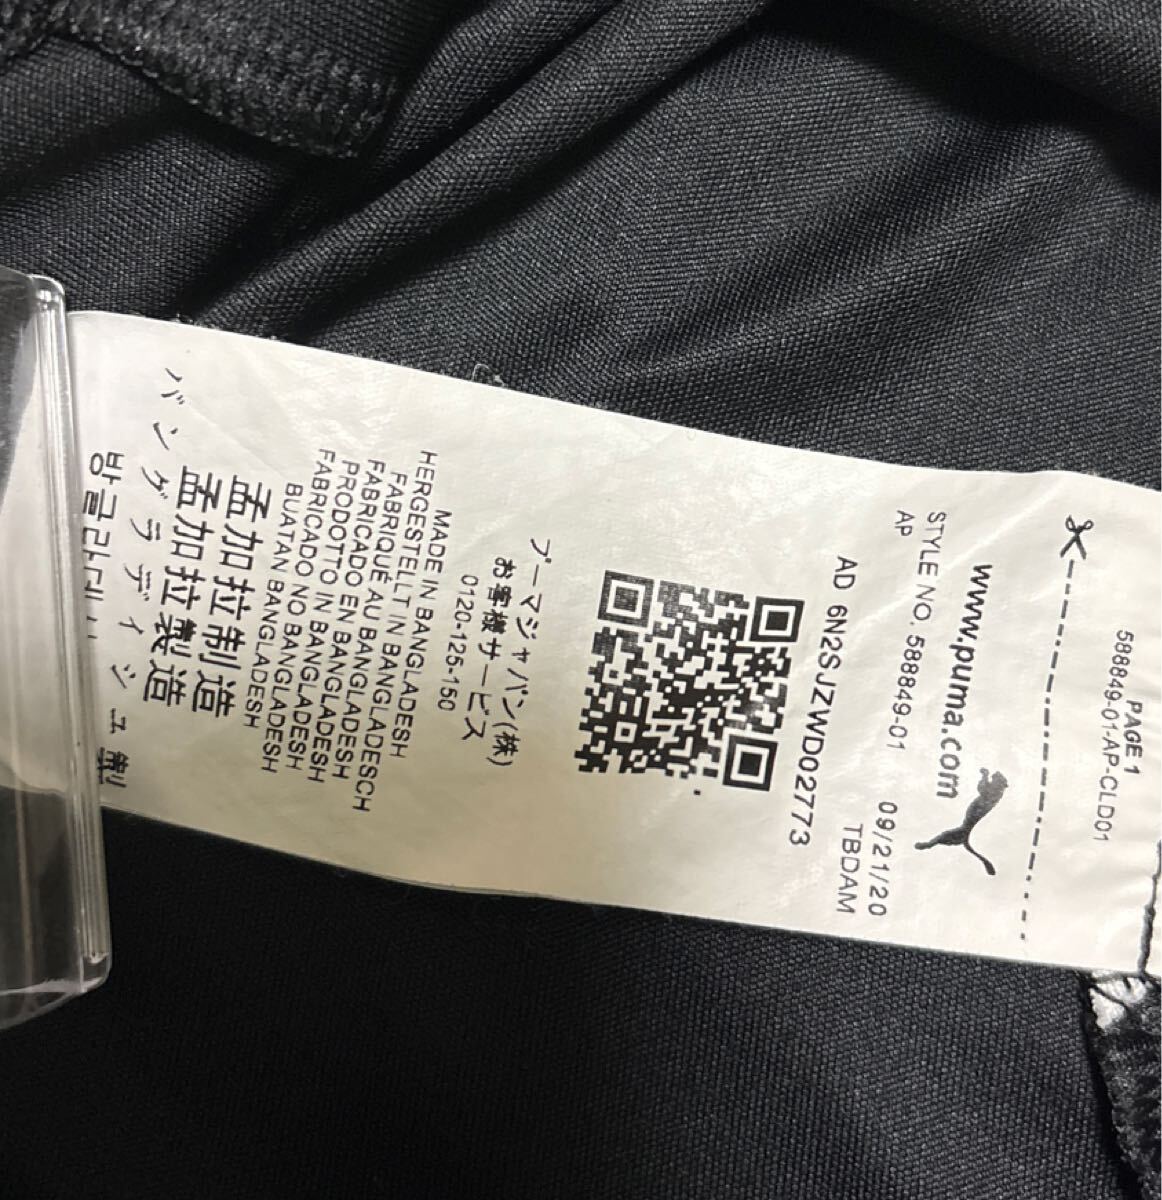 PAGE 1
588849-01-AP-CLD01
www.puma.com
STYLE NO. 588849-01 09/21/20
AP TBDAM
AD 6N2SJZWD02773
プーマジャパン(株)
お客様サービス
0120-125-150
MADE IN BANGLADESH
HERGESTELLT IN BANGLADESH
FABRIQUÉ AU BANGLADESCH
FABRICADO EN BANGLADESH
PRODOTTO IN BANGLADESH
FABRICADO NO BANGLADESH
BUATAN BANGLADESH
BANGLADESH
孟加拉制造
孟加拉製造
バングラディシュ製
방글라데시